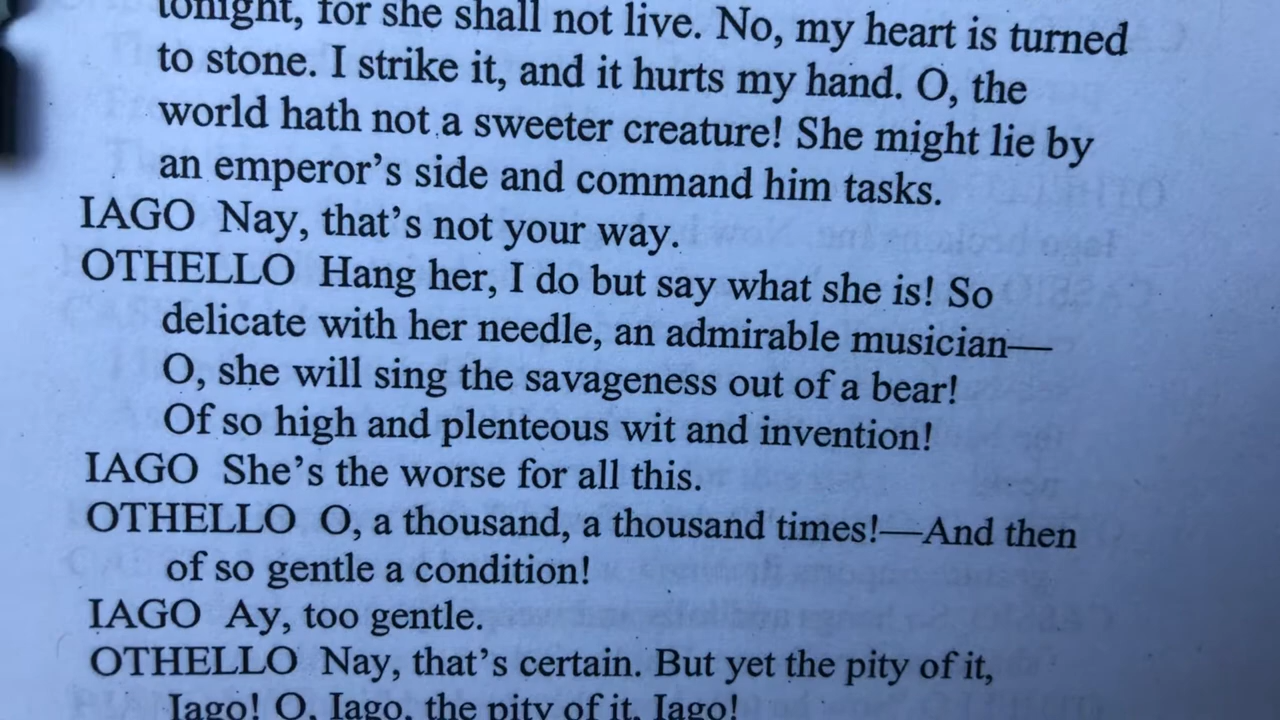 tonight, for she shall not live. No, my heart is turned
to stone. I strike it, and it hurts my hand. O, the
world hath not a sweeter creature! She might lie by
an emperor's side and command him tasks.
IAGO Nay, that's not your way.
OTHELLO Hang her, I do but say what she is! So
delicate with her needle, an admirable musician—
O, she will sing the savageness out of a bear!
Of so high and plenteous wit and invention!
IAGO She's the worse for all this.
OTHELLO O, a thousand, a thousand times!—And then
of so gentle a condition!
IAGO Ay, too gentle.
OTHELLO Nay, that's certain. But yet the pity of it,
Iago! O, Iago, the pity of it, Iago!